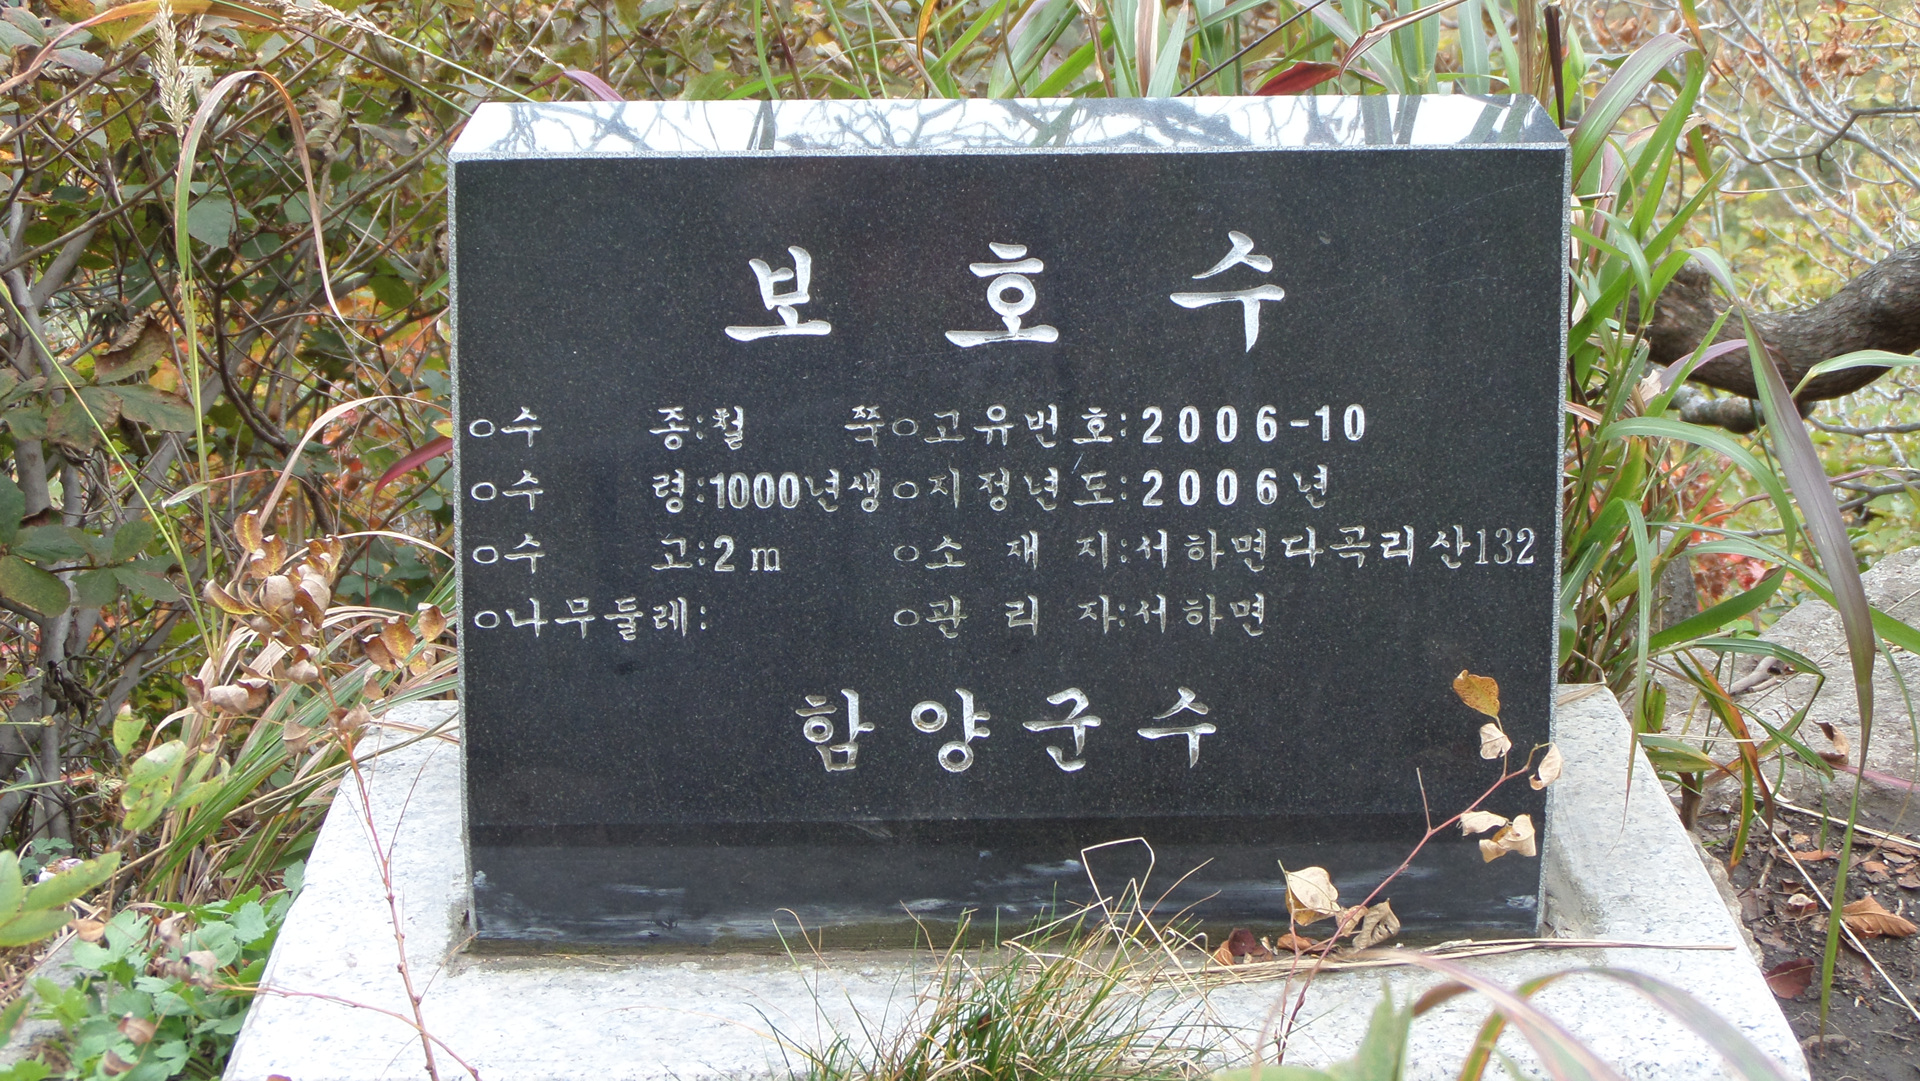 보 호 수
○수 종:철 쭉 ○고유번호:2006-10
○수 령:1000년생 ○지정년도:2006년
○수 고:2m ○소 재 지:서하면다곡리산132
○나무둘레: ○관 리 자:서하면
함양군수